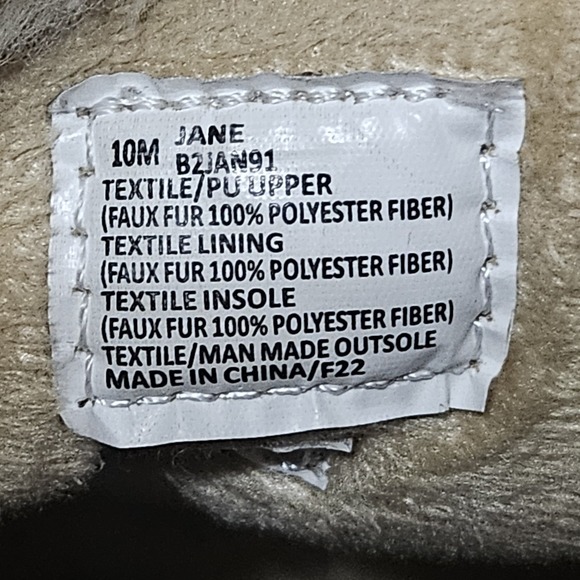 10M JANE
B2JAN91
TEXTILE/PU UPPER
(FAUX FUR 100% POLYESTER FIBER)
TEXTILE LINING
(FAUX FUR 100% POLYESTER FIBER)
TEXTILE INSOLE
(FAUX FUR 100% POLYESTER FIBER)
TEXTILE/MAN MADE OUTSOLE
MADE IN CHINA/F22